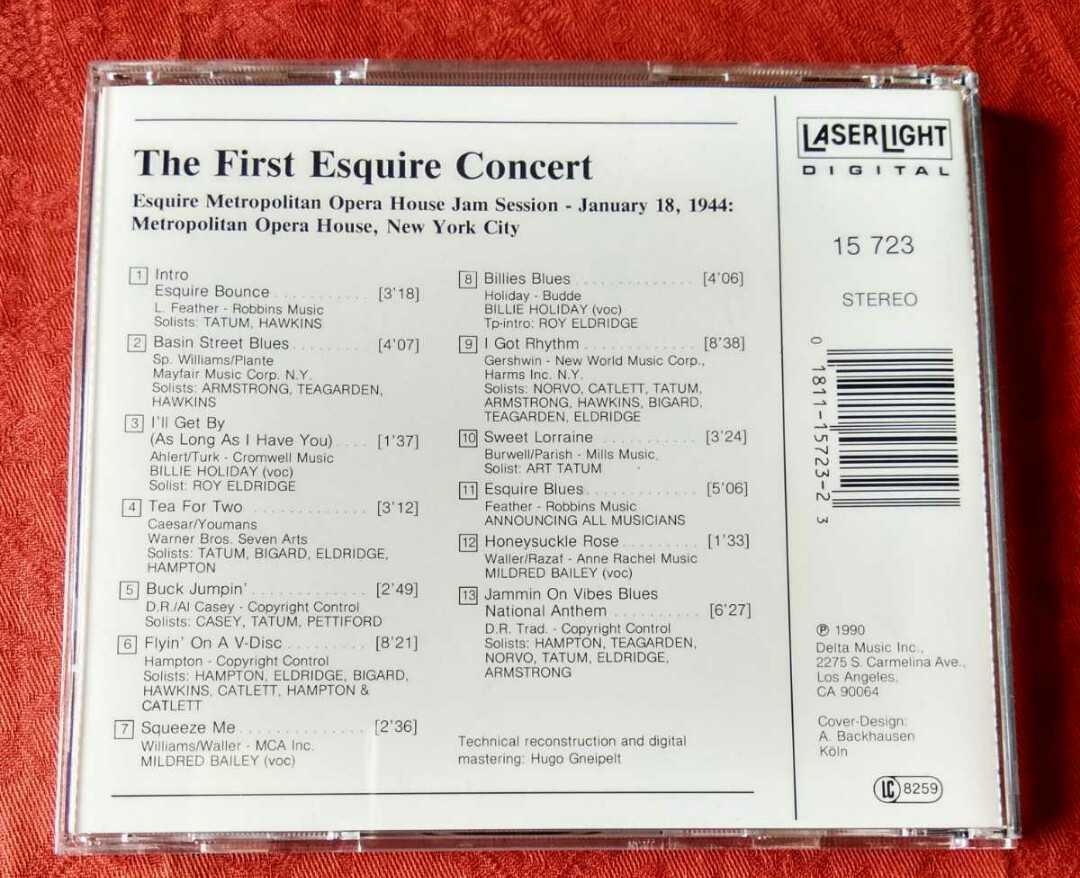 The First Esquire Concert
Esquire Metropolitan Opera House Jam Session - January 18, 1944:
Metropolitan Opera House, New York City
1 Intro
Esquire Bounce . . . . . . . . . . . [3'18]
L. Feather - Robbins Music
Solists: TATUM, HAWKINS
2 Basin Street Blues . . . . . . . . . [4'07]
Sp. Williams/Plante
Mayfair Music Corp. N.Y.
Solists: ARMSTRONG, TEAGARDEN,
HAWKINS
3 I'll Get By
(As Long As I Have You) . . . . [1'37]
Ahlert/Turk - Cromwell Music
BILLIE HOLIDAY (voc)
Solist: ROY ELDRIDGE
4 Tea For Two . . . . . . . . . . . . . [3'12]
Caesar/Youmans
Warner Bros. Seven Arts
Solists: TATUM, BIGARD, ELDRIDGE,
HAMPTON
5 Buck Jumpin' . . . . . . . . . . . . [2'49]
D.R./Al Casey - Copyright Control
Solists: CASEY, TATUM, PETTIFORD
6 Flyin' On A V-Disc . . . . . . . . . [8'21]
Hampton - Copyright Control
Solists: HAMPTON, ELDRIDGE, BIGARD,
HAWKINS, CATLETT, HAMPTON &
CATLETT
7 Squeeze Me . . . . . . . . . . . . . . [2'36]
Williams/Waller - MCA Inc.
MILDRED BAILEY (voc)
8 Billies Blues . . . . . . . . . . . . . [4'06]
Holiday - Budde
BILLIE HOLIDAY (voc)
Tp-intro: ROY ELDRIDGE
9 I Got Rhythm . . . . . . . . . . . . [8'38]
Gershwin - New World Music Corp.,
Harms Inc. N.Y.
Solists: NORVO, CATLETT, TATUM,
ARMSTRONG, HAWKINS, BIGARD,
TEAGARDEN, ELDRIDGE
10 Sweet Lorraine . . . . . . . . . . . [3'24]
Burwell/Parish - Mills Music
Solist: ART TATUM
11 Esquire Blues . . . . . . . . . . . . [5'06]
Feather - Robbins Music
ANNOUNCING ALL MUSICIANS
12 Honeysuckle Rose . . . . . . . . . [1'33]
Waller/Razaf - Anne Rachel Music
MILDRED BAILEY (voc)
13 Jammin On Vibes Blues
National Anthem . . . . . . . . . . [6'27]
D.R. Trad. - Copyright Control
Solists: HAMPTON, TEAGARDEN,
NORVO, TATUM, ELDRIDGE,
ARMSTRONG
Technical reconstruction and digital
mastering: Hugo Gneipelt
LASERLIGHT
DIGITAL
15 723
STEREO
0 1811-15723-2 3
℗ 1990
Delta Music Inc.,
2275 S. Carmelina Ave.,
Los Angeles,
CA 90064
Cover-Design:
A. Backhausen
Köln
LC 8259